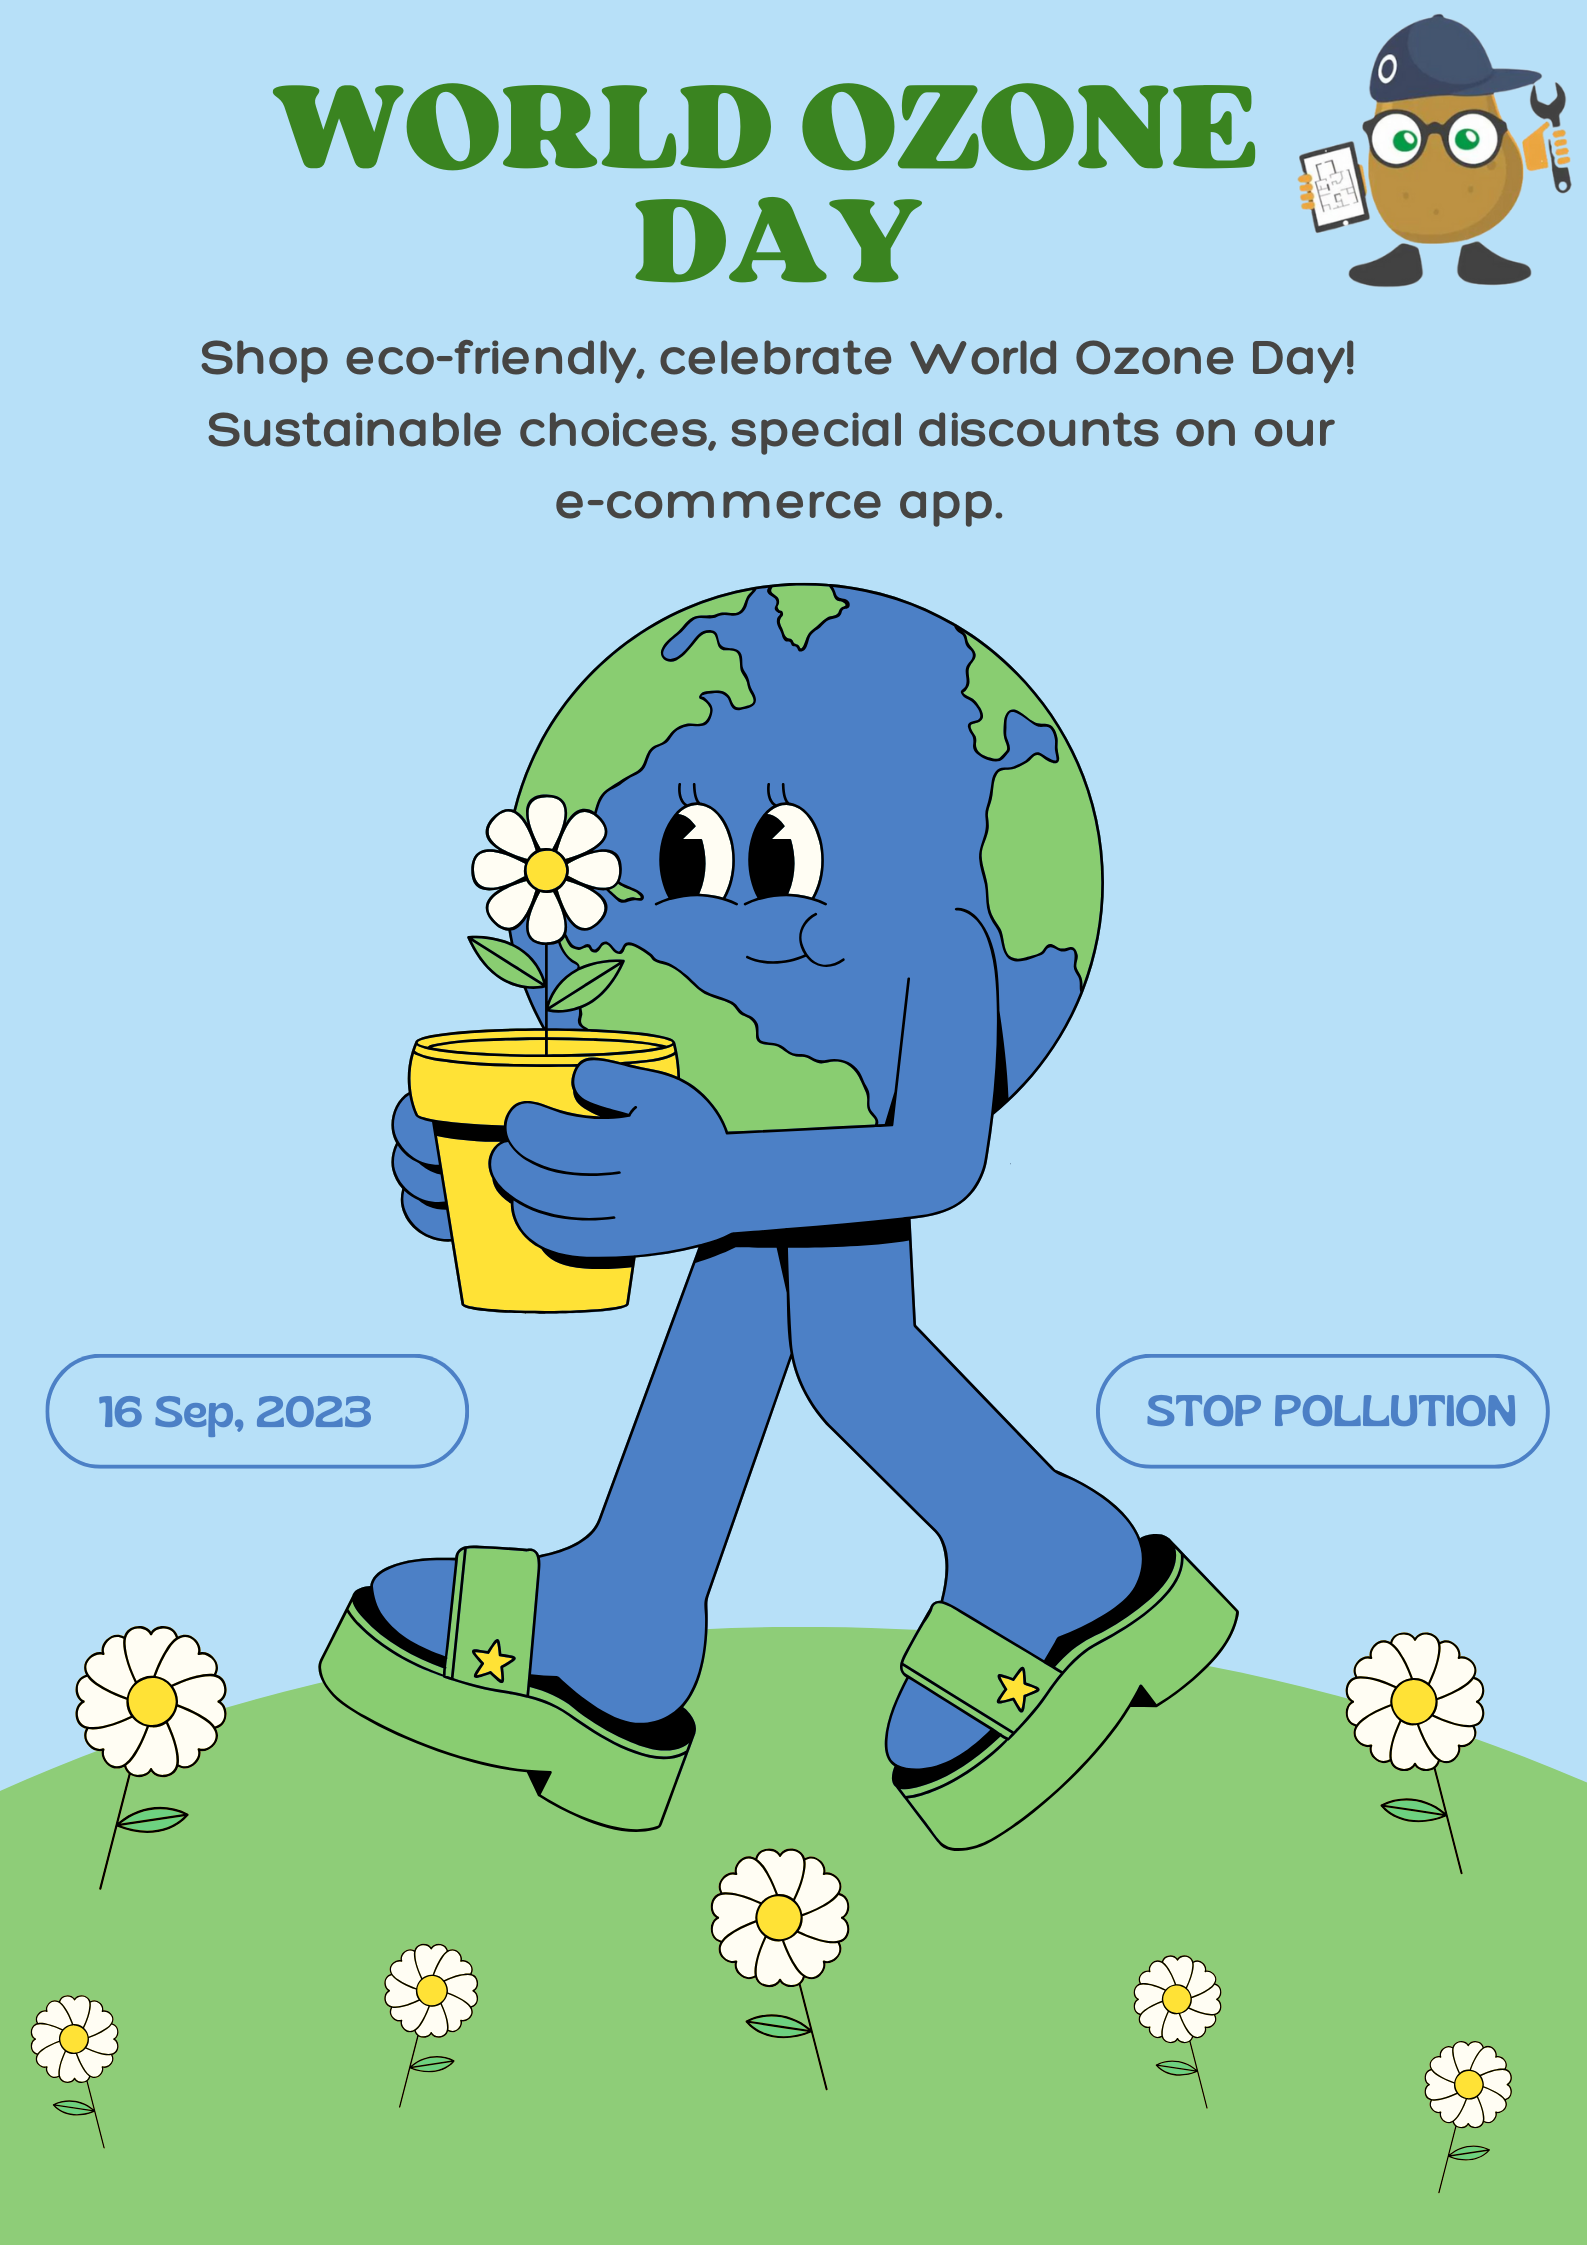 WORLD OZONE
DAY
Shop eco-friendly, celebrate World Ozone Day!
Sustainable choices, special discounts on our
e-commerce app.
16 Sep, 2023
STOP POLLUTION